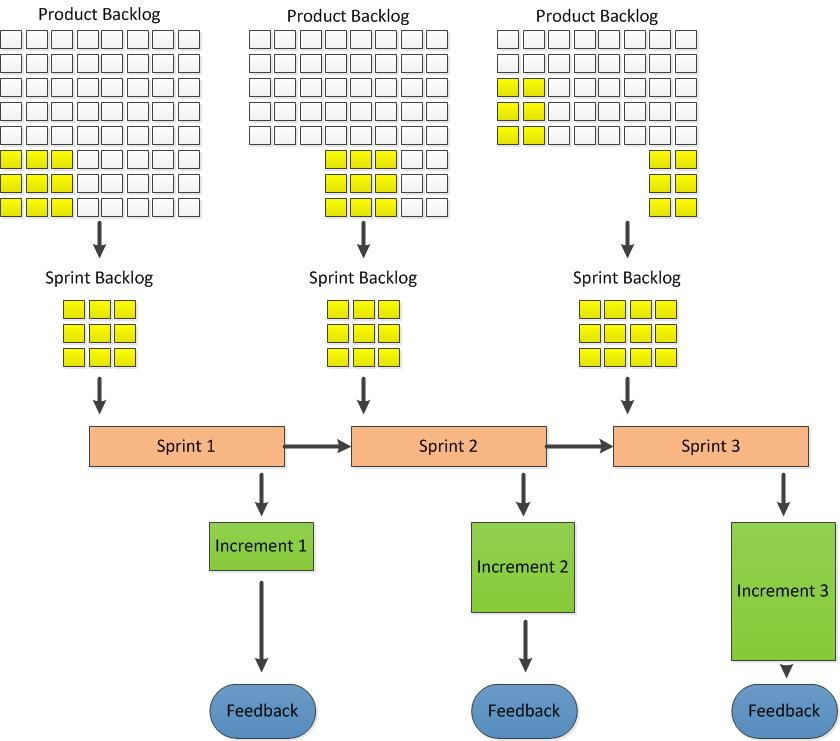 Product Backlog
Product Backlog
Product Backlog
Sprint Backlog
Sprint Backlog
Sprint Backlog
Sprint 1
Sprint 2
Sprint 3
Increment 1
Increment 2
Increment 3
Feedback
Feedback
Feedback